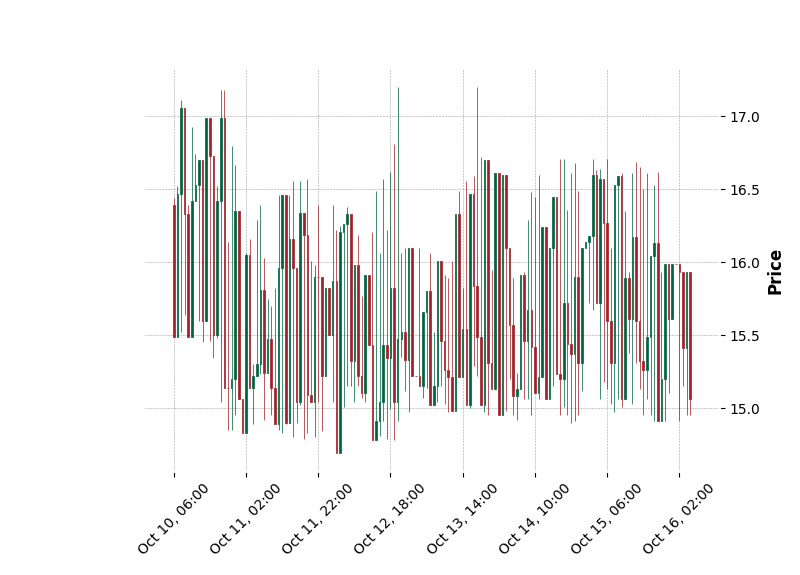 17.0
16.5
16.0
15.5
15.0
Price
Oct 10, 06:00
Oct 11, 02:00
Oct 11, 22:00
Oct 12, 18:00
Oct 13, 14:00
Oct 14, 10:00
Oct 15, 06:00
Oct 16, 02:00